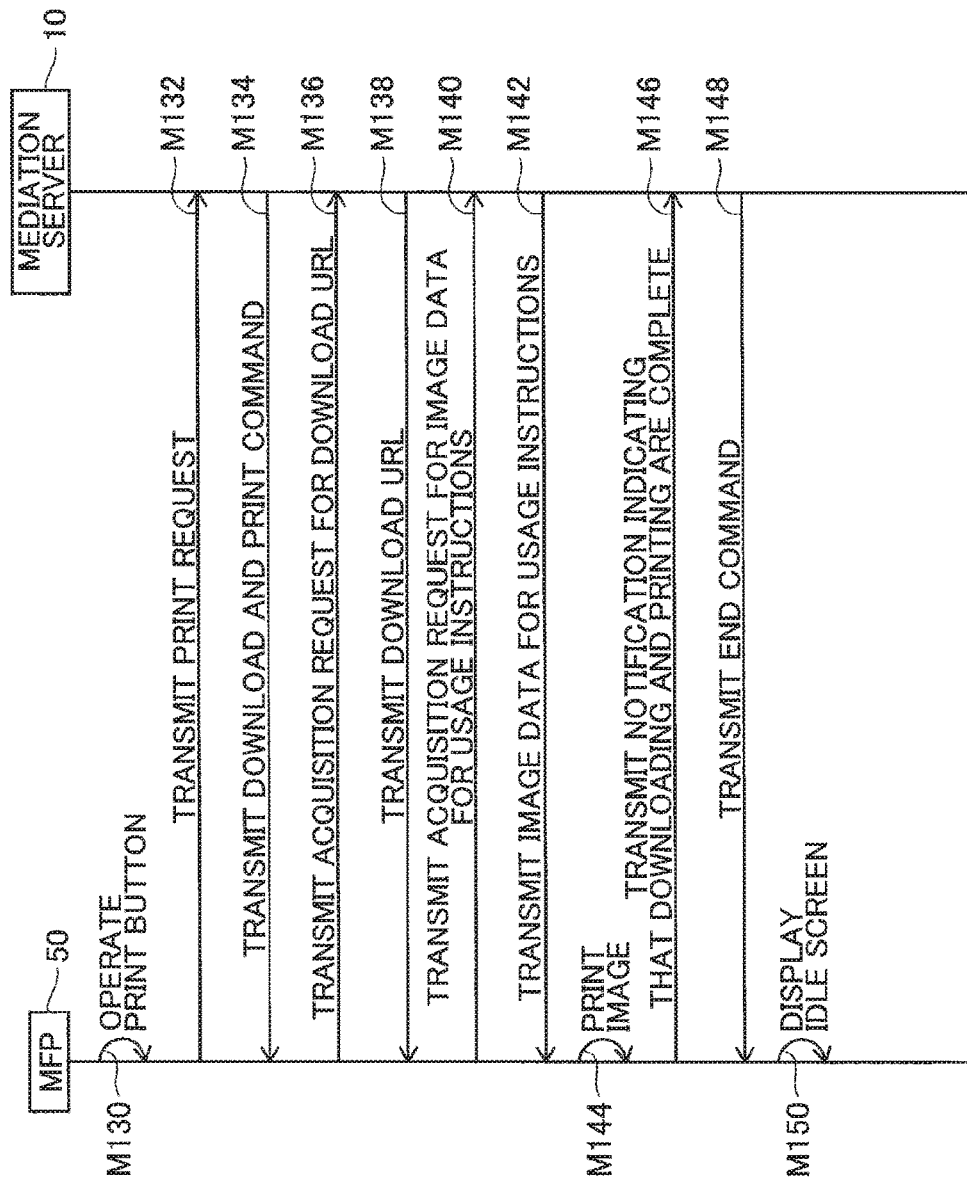 MFP
50
MEDIATION
SERVER
10
M130
OPERATE
PRINT BUTTON
TRANSMIT PRINT REQUEST
M132
TRANSMIT DOWNLOAD AND PRINT COMMAND
M134
TRANSMIT ACQUISITION REQUEST FOR DOWNLOAD URL
M136
TRANSMIT DOWNLOAD URL
M138
TRANSMIT ACQUISITION REQUEST FOR IMAGE DATA
FOR USAGE INSTRUCTIONS
M140
TRANSMIT IMAGE DATA FOR USAGE INSTRUCTIONS
M142
M144
PRINT
IMAGE
TRANSMIT NOTIFICATION INDICATING
THAT DOWNLOADING AND PRINTING ARE COMPLETE
M146
TRANSMIT END COMMAND
M148
M150
DISPLAY
IDLE SCREEN